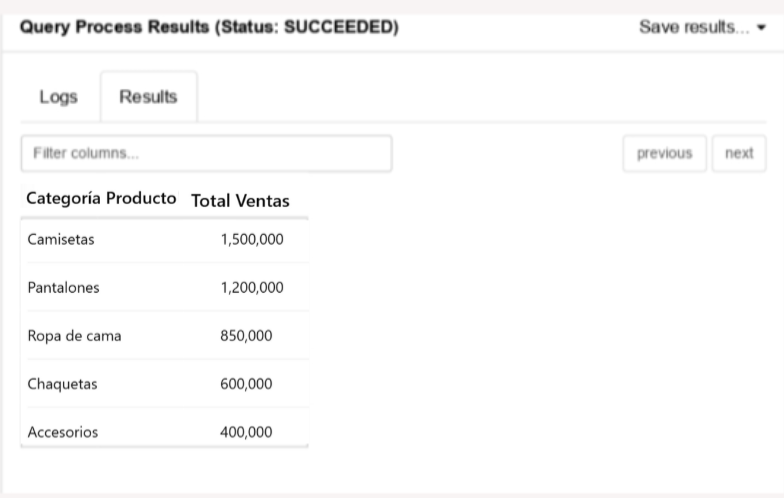 Query Process Results (Status: SUCCEEDED) Save results...
Logs Results
Filter columns... previous next
Categoría Producto Total Ventas
Camisetas 1,500,000
Pantalones 1,200,000
Ropa de cama 850,000
Chaquetas 600,000
Accesorios 400,000